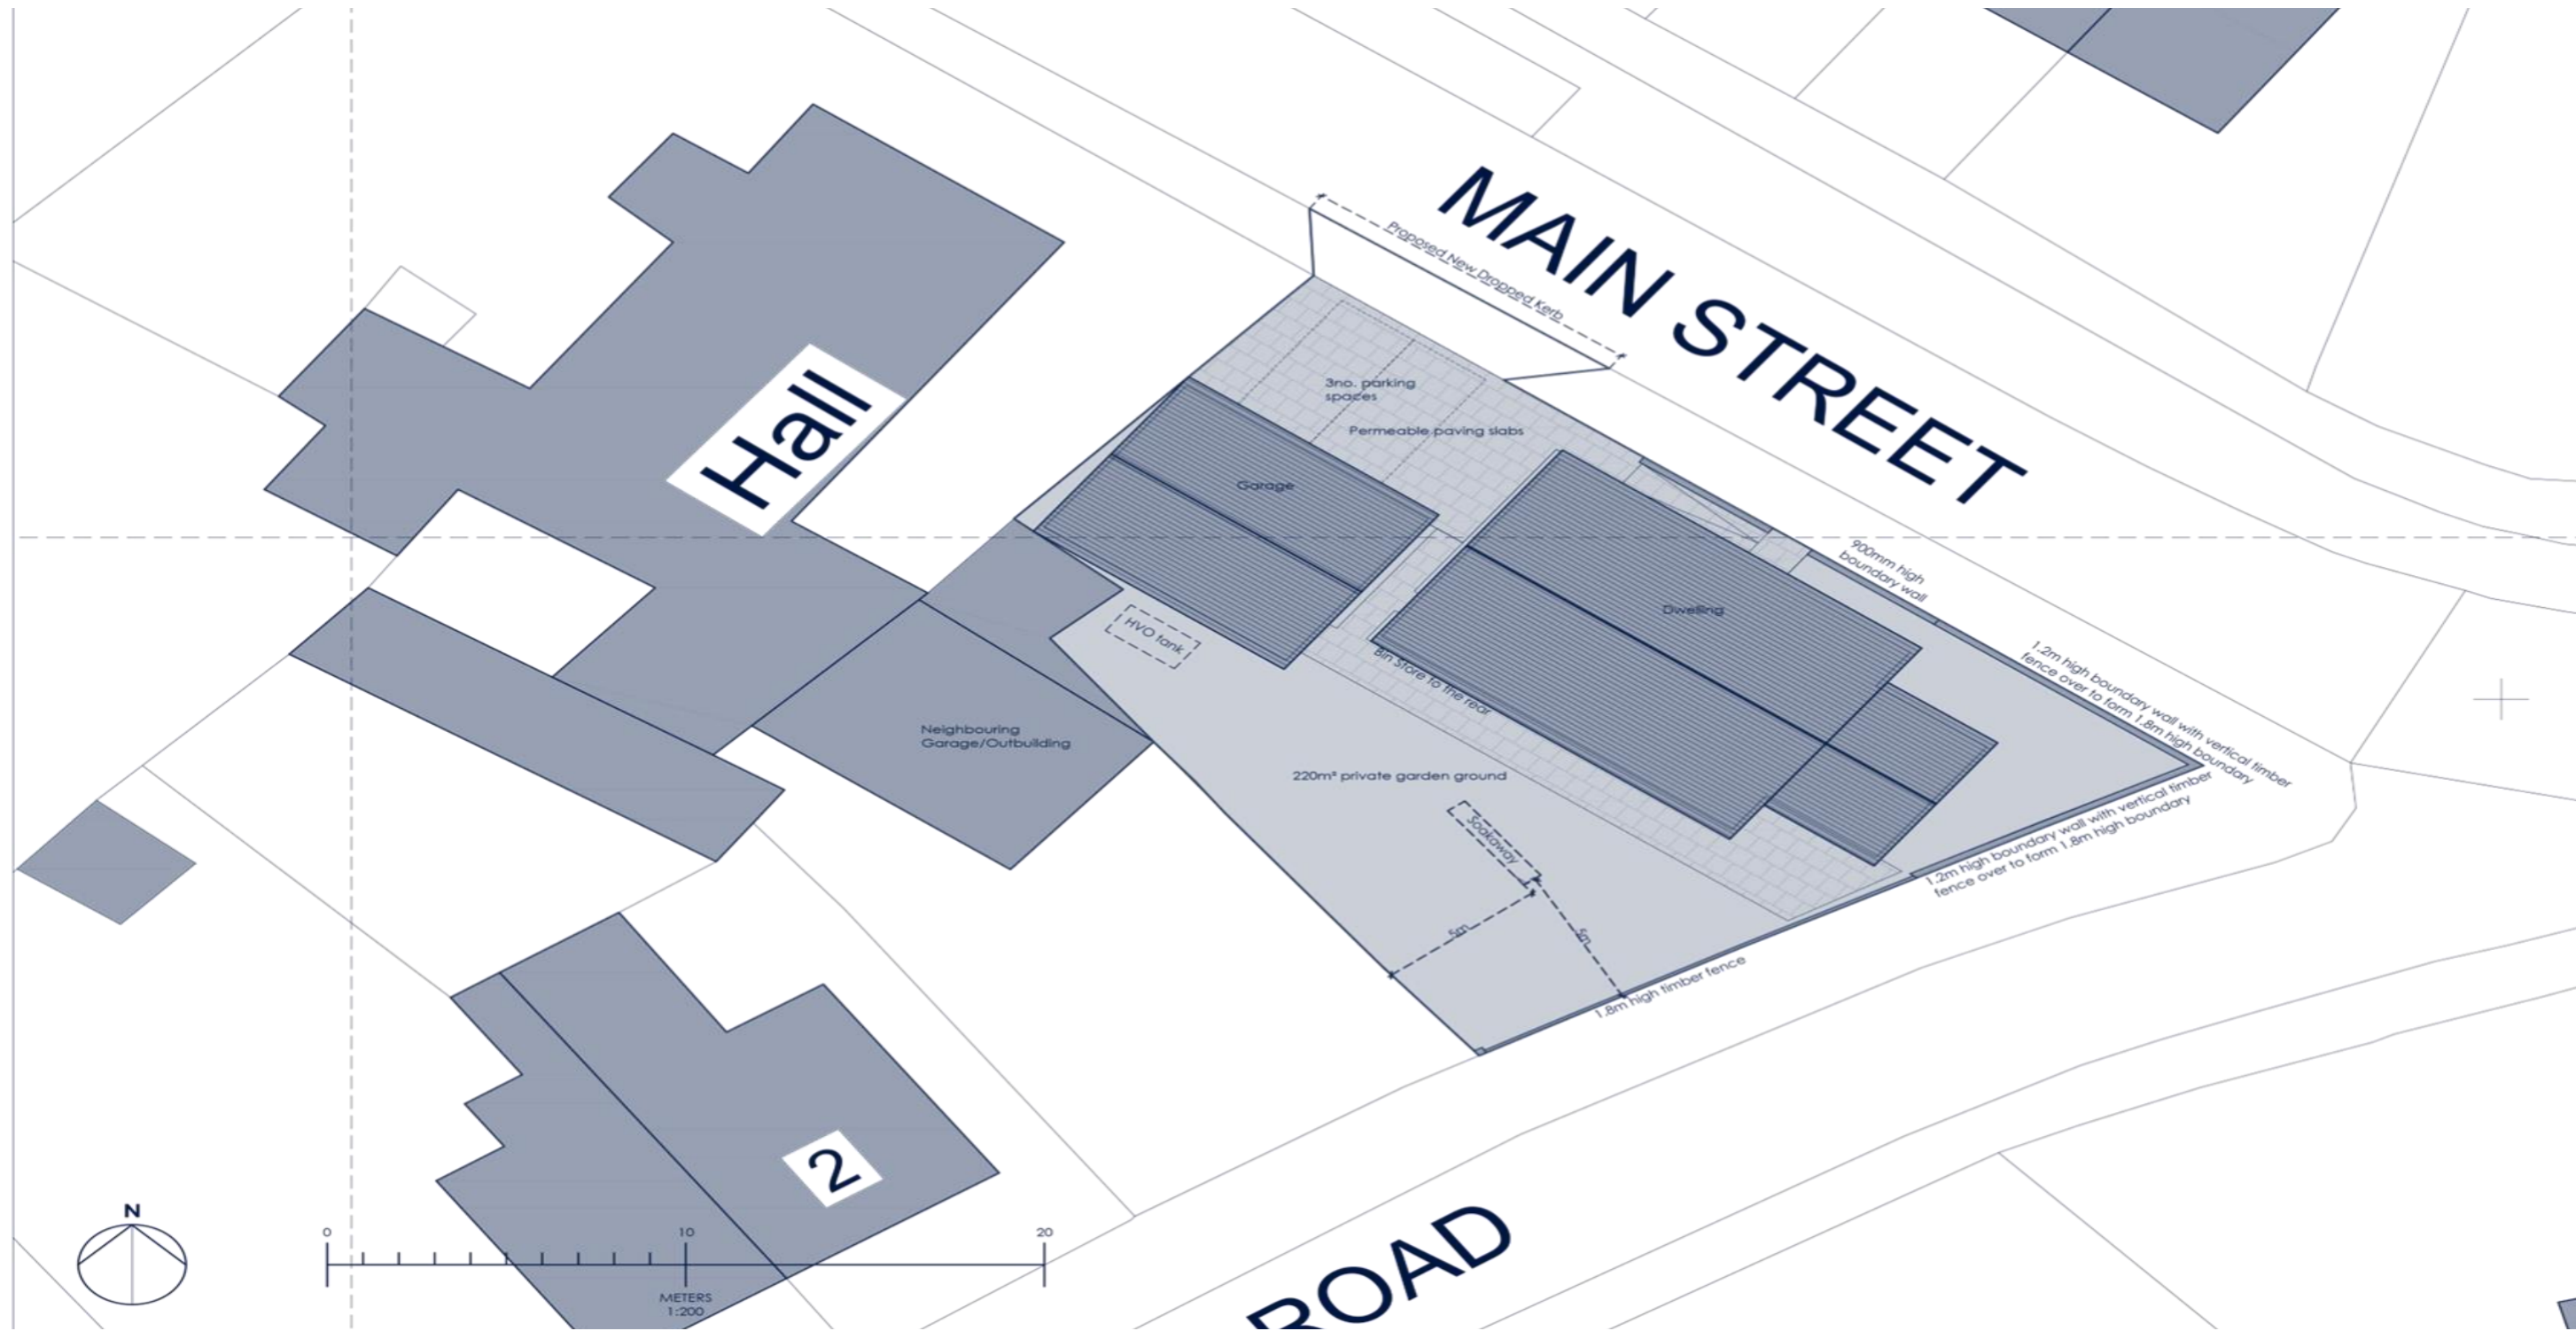 MAIN STREET
Proposed New Dropped Kerb
3no. parking
spaces
Permeable paving slabs
Hall
Garage
900mm high
boundary wall
Dwelling
HVO tank
Bin Store to the rear
1.2m high boundary wall with vertical timber
fence over to form 1.8m high boundary
Neighbouring
Garage/Outbuilding
220m² private garden ground
1.2m high boundary wall with vertical timber
fence over to form 1.8m high boundary
Soakaway
5m
5m
1.8m high timber fence
2
N
0
10
20
METERS
1:200
ROAD